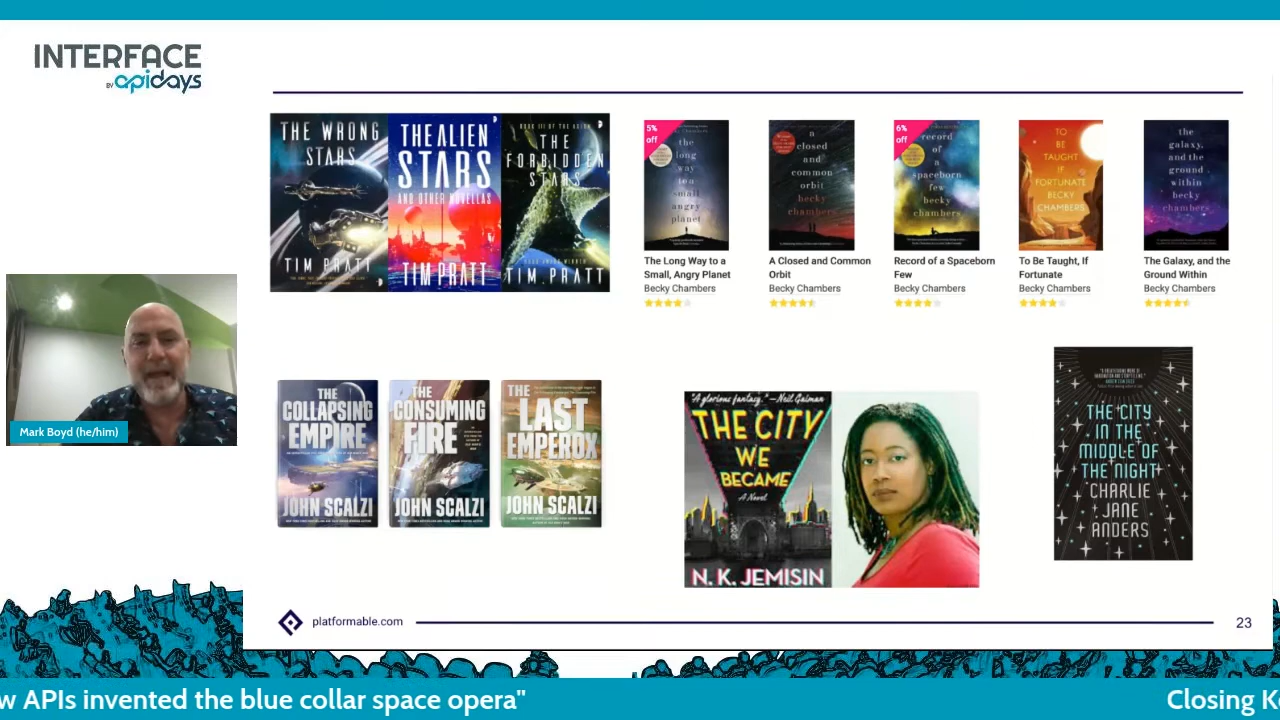 INTERFACE
BY apidays
THE WRONG
STARS
TIM PRATT
THE ALIEN
STARS
AND OTHER NOVELLAS
TIM PRATT
BOOK III OF THE AXIOM
THE
FORBIDDEN
STARS
TIM PRATT
5%
off
the
long
way
to a
small
angry
planet
a
closed
and
common
orbit
becky
chambers
6%
off
record
of
a
spaceborn
few
becky
chambers
TO
BE
TAUGHT
IF
FORTUNATE
BECKY
CHAMBERS
the
galaxy,
and the
ground
within
becky
chambers
The Long Way to a
Small, Angry Planet
Becky Chambers
A Closed and Common
Orbit
Becky Chambers
Record of a Spaceborn
Few
Becky Chambers
To Be Taught, If
Fortunate
Becky Chambers
The Galaxy, and the
Ground Within
Becky Chambers
Mark Boyd (he/him)
THE
COLLAPSING
EMPIRE
JOHN SCALZI
THE
CONSUMING
FIRE
JOHN SCALZI
THE
LAST
EMPEROX
JOHN SCALZI
"A glorious fantasy." —Neil Gaiman
THE CITY
WE
BECAME
A Novel
N. K. JEMISIN
THE CITY
IN THE
MIDDLE OF
THE NIGHT
CHARLIE
JANE
ANDERS
platformable.com
23
w APIs invented the blue collar space opera"
Closing K